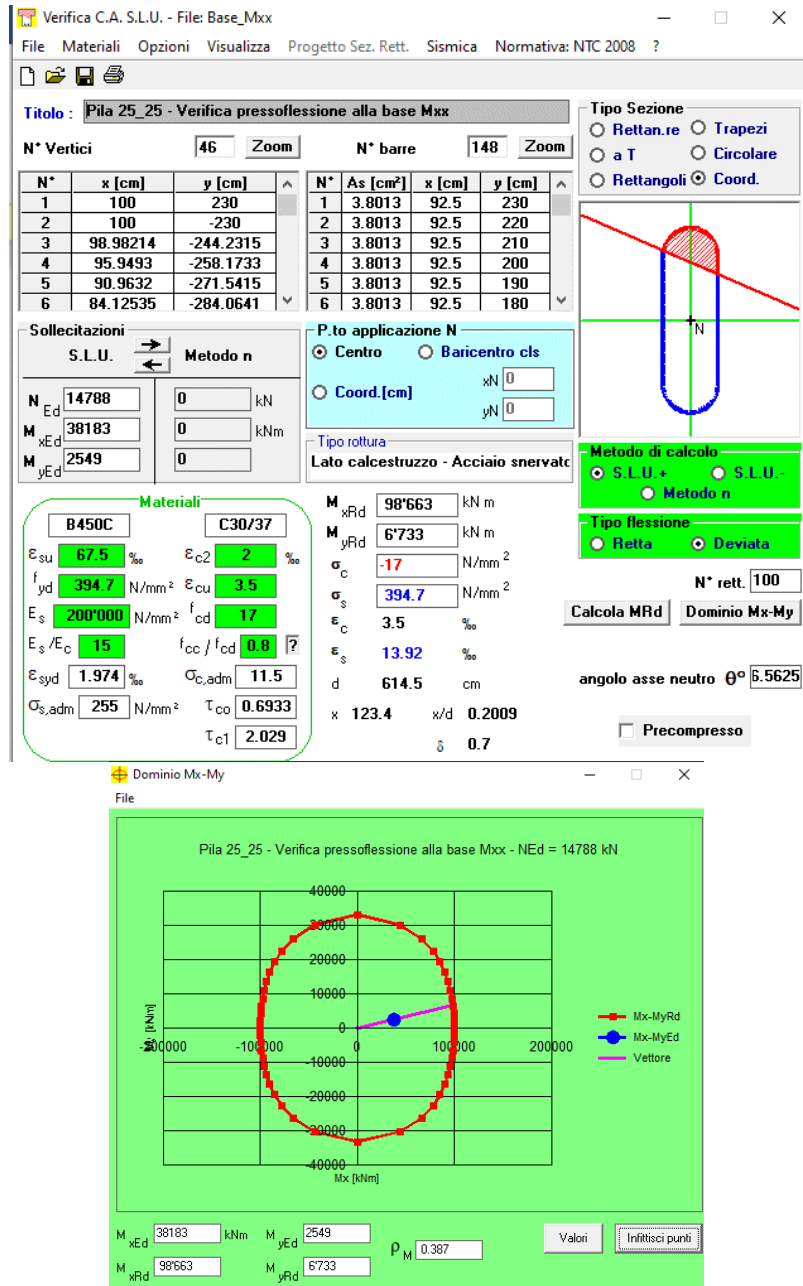 Verifica C.A. S.L.U. - File: Base_Mxx
File Materiali Opzioni Visualizza Progetto Sez. Rett. Sismica Normativa: NTC 2008 ?
Titolo : Pila 25_25 - Verifica pressoflessione alla base Mxx
N* Vertici 46 Zoom N* barre 148 Zoom
N* x [cm] y [cm]
1 100 230
2 100 -230
3 98.98214 -244.2315
4 95.9493 -258.1733
5 90.9632 -271.5415
6 84.12535 -284.0641
N* As [cm²] x [cm] y [cm]
1 3.8013 92.5 230
2 3.8013 92.5 220
3 3.8013 92.5 210
4 3.8013 92.5 200
5 3.8013 92.5 190
6 3.8013 92.5 180
Tipo Sezione
Rettan.re Trapezi
a T Circolare
Rettangoli Coord.
N
Sollecitazioni
S.L.U. Metodo n
N Ed 14788 0 kN
M xEd 38183 0 kNm
M yEd 2549 0
P.to applicazione N
Centro Baricentro cls
Coord.[cm] xN 0
yN 0
Tipo rottura
Lato calcestruzzo - Acciaio snervato
Metodo di calcolo
S.L.U.+ S.L.U.-
Metodo n
Tipo flessione
Retta Deviata
N* rett. 100
Calcola MRd Dominio Mx-My
angolo asse neutro θ° 6.5625
Precompresso
Materiali
B450C C30/37
εsu 67.5 ‰ εc2 2 ‰
fyd 394.7 N/mm² εcu 3.5
Es 200'000 N/mm² fcd 17
Es /Ec 15 fcc / fcd 0.8 ?
εsyd 1.974 ‰ σc,adm 11.5
σs,adm 255 N/mm² τco 0.6933
τc1 2.029
M xRd 98'663 kN m
M yRd 6'733 kN m
σc -17 N/mm²
σs 394.7 N/mm²
εc 3.5 ‰
εs 13.92 ‰
d 614.5 cm
x 123.4 x/d 0.2009
δ 0.7
Dominio Mx-My
File
Pila 25_25 - Verifica pressoflessione alla base Mxx - NEd = 14788 kN
40000
30000
20000
10000
0
-10000
-20000
-30000
-40000
-200000 -100000 0 100000 200000
My [kNm]
Mx [kNm]
Mx-MyRd
Mx-MyEd
Vettore
M xEd 38183 kNm M yEd 2549
ρM 0.387
Valori Infittisci punti
M xRd 98'663 M yRd 6'733